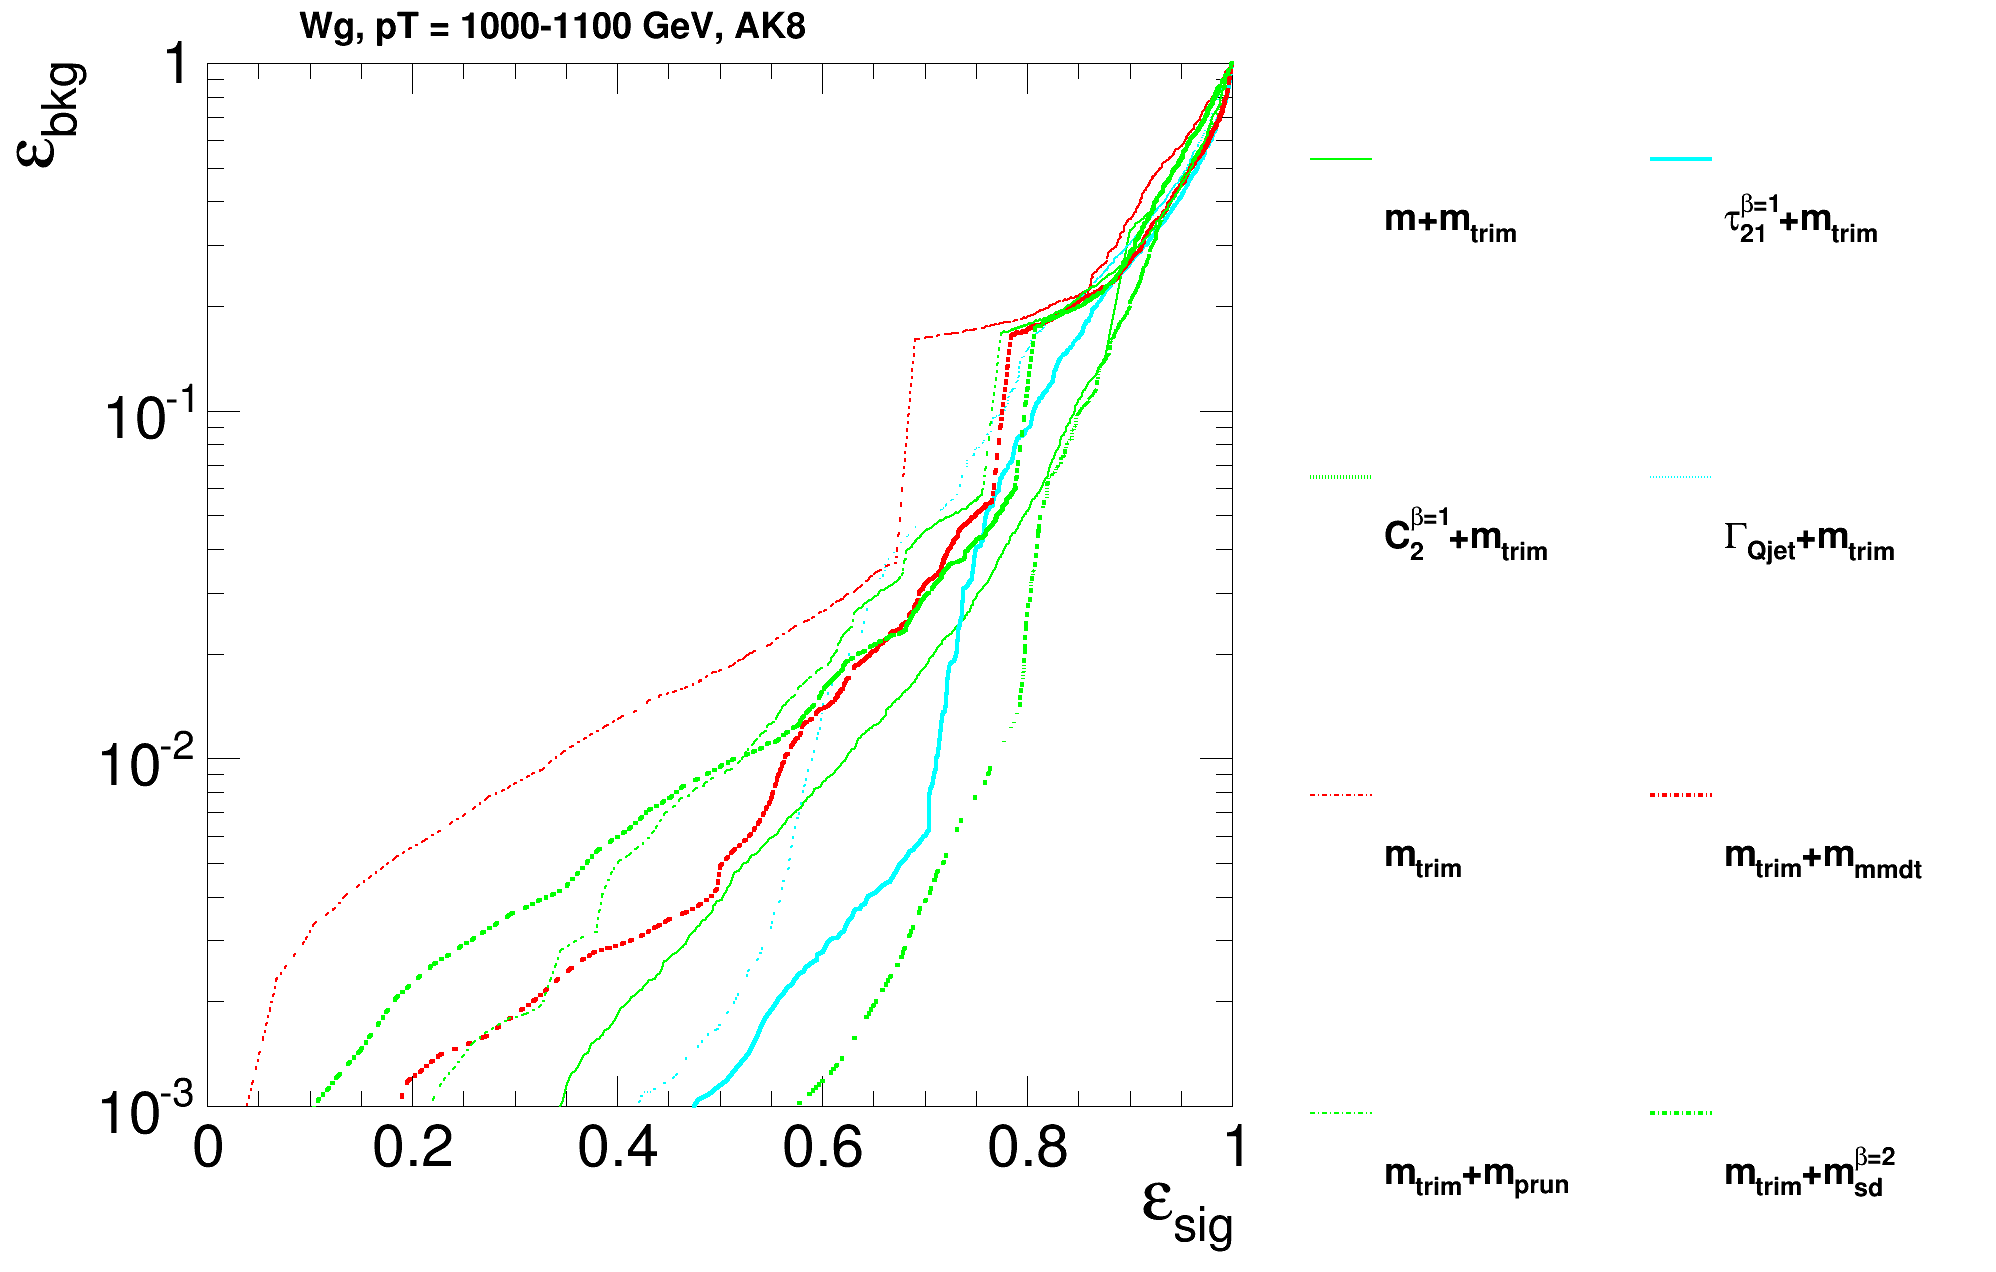 Wg, pT = 1000-1100 GeV, AK8
ε_bkg
1
10^-1
10^-2
10^-3
0 0.2 0.4 0.6 0.8 1
ε_sig
m+m_trim
τ_21^β=1+m_trim
C_2^β=1+m_trim
Γ_Qjet+m_trim
m_trim
m_trim+m_mmdt
m_trim+m_prun
m_trim+m_sd^β=2